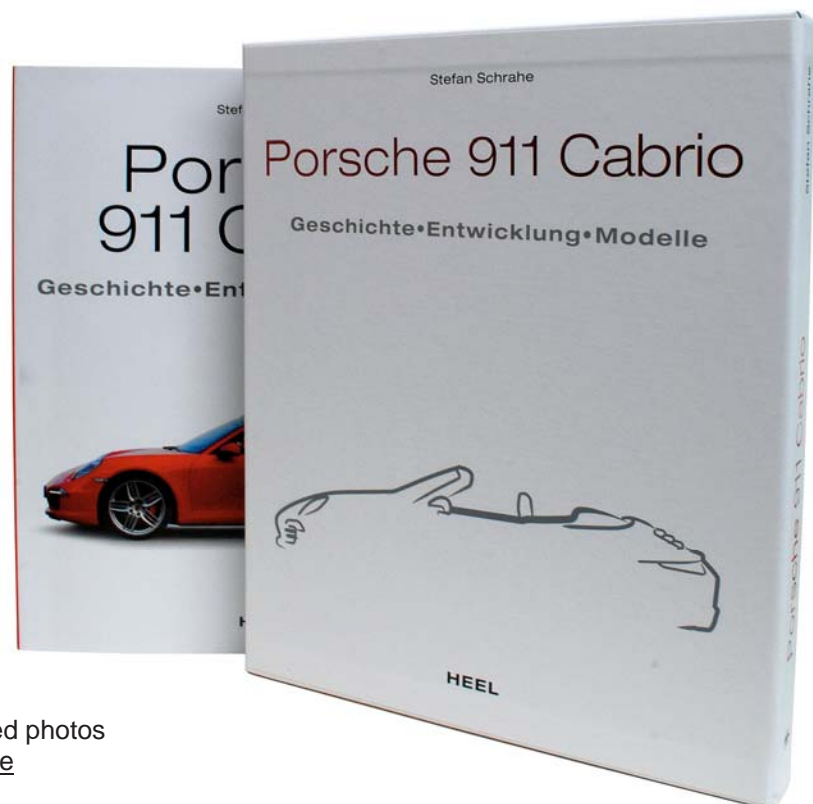 Stefan Schrahe
Porsche 911 Cabrio
Geschichte•Entwicklung•Modelle
HEEL
Stefan Schrahe
Porsche 911 Cabrio
Stef
Por
911 C
Geschichte•Ent
H
ed photos
e